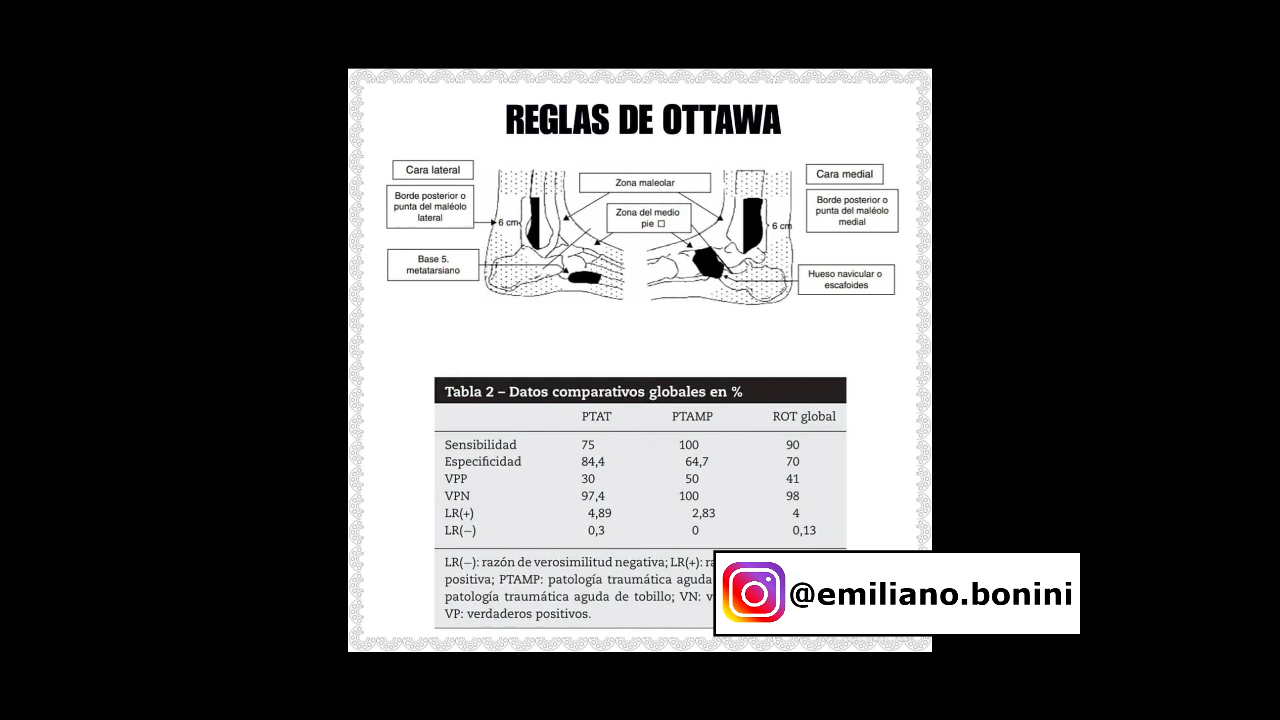 REGLAS DE OTTAWA
Cara lateral
Borde posterior o
punta del maléolo
lateral
6 cm
Base 5.
metatarsiano
Zona maleolar
Zona del medio
pie □
Cara medial
Borde posterior o
punta del maléolo
medial
6 cm
Hueso navicular o
escafoides
Tabla 2 – Datos comparativos globales en %
PTAT PTAMP ROT global
Sensibilidad 75 100 90
Especificidad 84,4 64,7 70
VPP 30 50 41
VPN 97,4 100 98
LR(+) 4,89 2,83 4
LR(−) 0,3 0 0,13
LR(−): razón de verosimilitud negativa; LR(+):
positiva; PTAMP: patología traumática aguda
patología traumática aguda de tobillo; VN:
VP: verdaderos positivos.
@emiliano.bonini